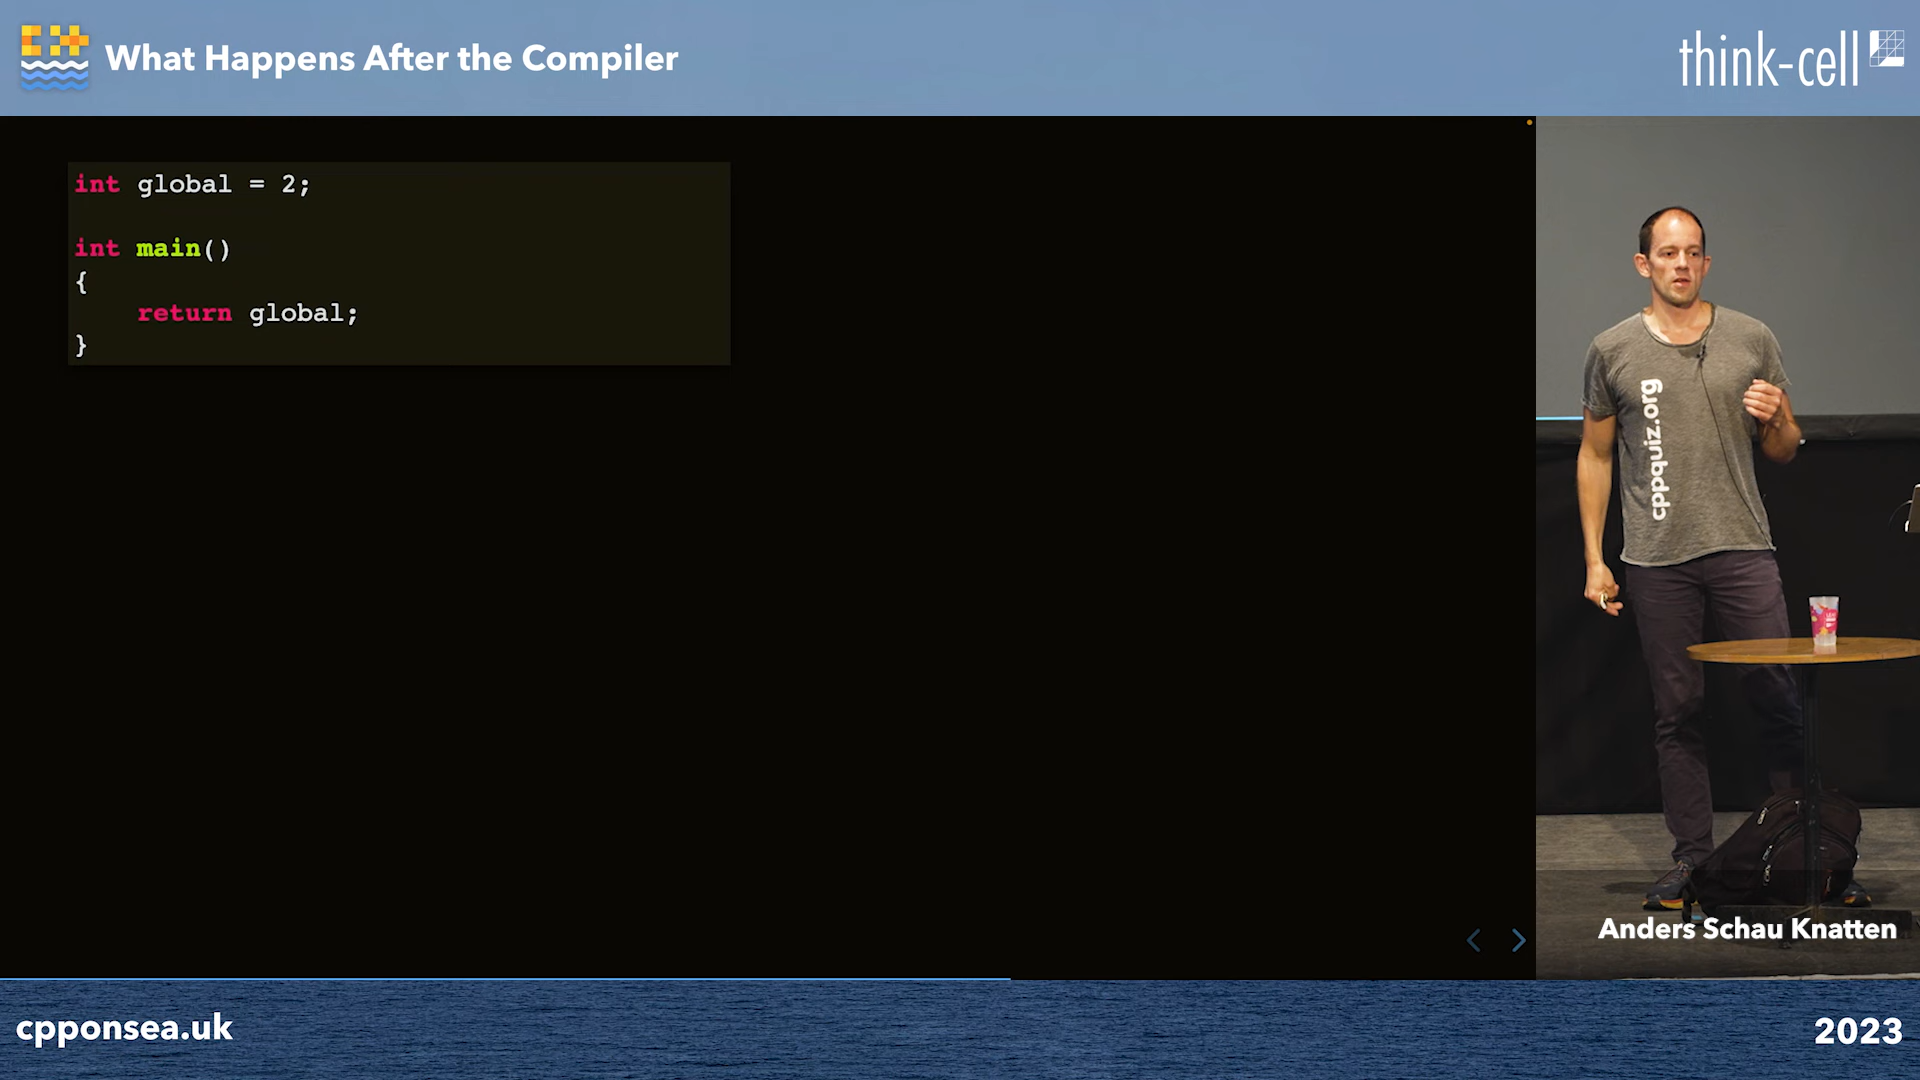 What Happens After the Compiler
think-cell
int global = 2;
int main()
{
return global;
}
cppquiz.org
Anders Schau Knatten
cpponsea.uk
2023